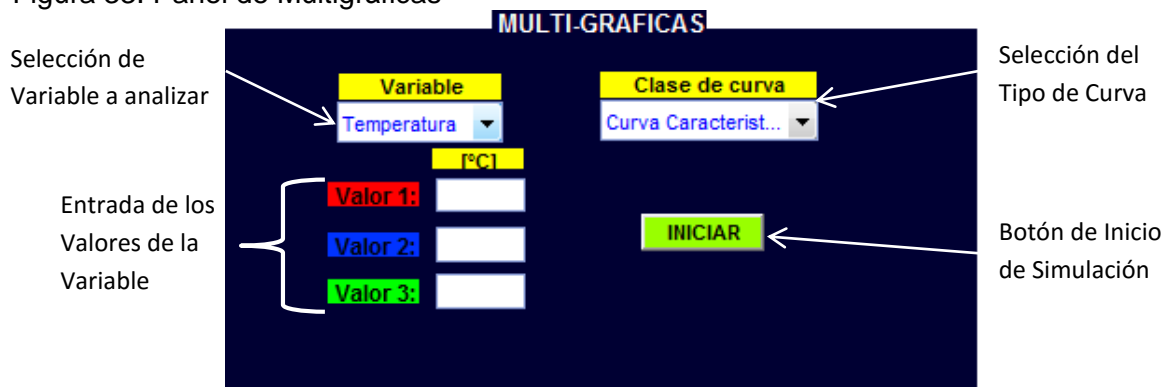 MULTI-GRAFICAS
Selección de
Variable a analizar
Variable
Temperatura
[ºC]
Clase de curva
Curva Caracterist...
Selección del
Tipo de Curva
Entrada de los
Valores de la
Variable
Valor 1:
Valor 2:
Valor 3:
INICIAR
Botón de Inicio
de Simulación